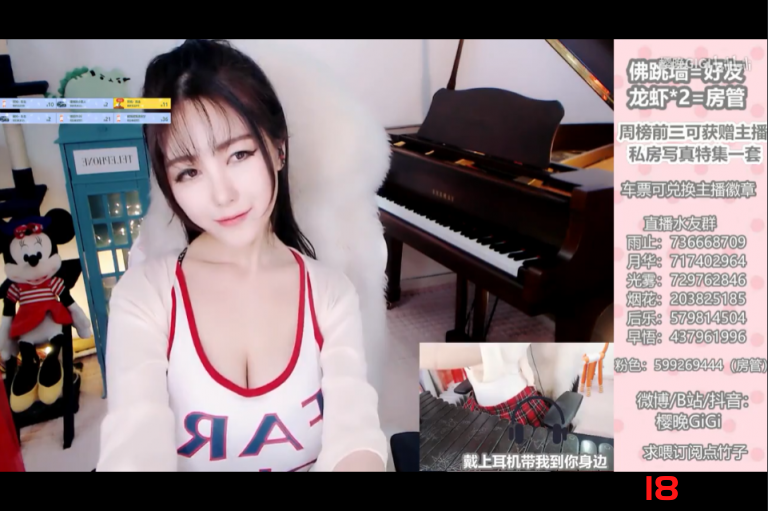 佛跳墙=好友
龙虾*2=房管
周榜前三可获赠主播
私房写真特集一套
车票可兑换主播徽章
直播水友群
雨止：736668709
月华：717402964
光雾：729762846
烟花：203825185
后乐：579814504
早悟：437961996
粉色：599269444（房管）
微博/B站/抖音：
樱晚GiGi
求喂订阅点竹子
TELEPHONE
EAR
戴上耳机带我到你身边
18